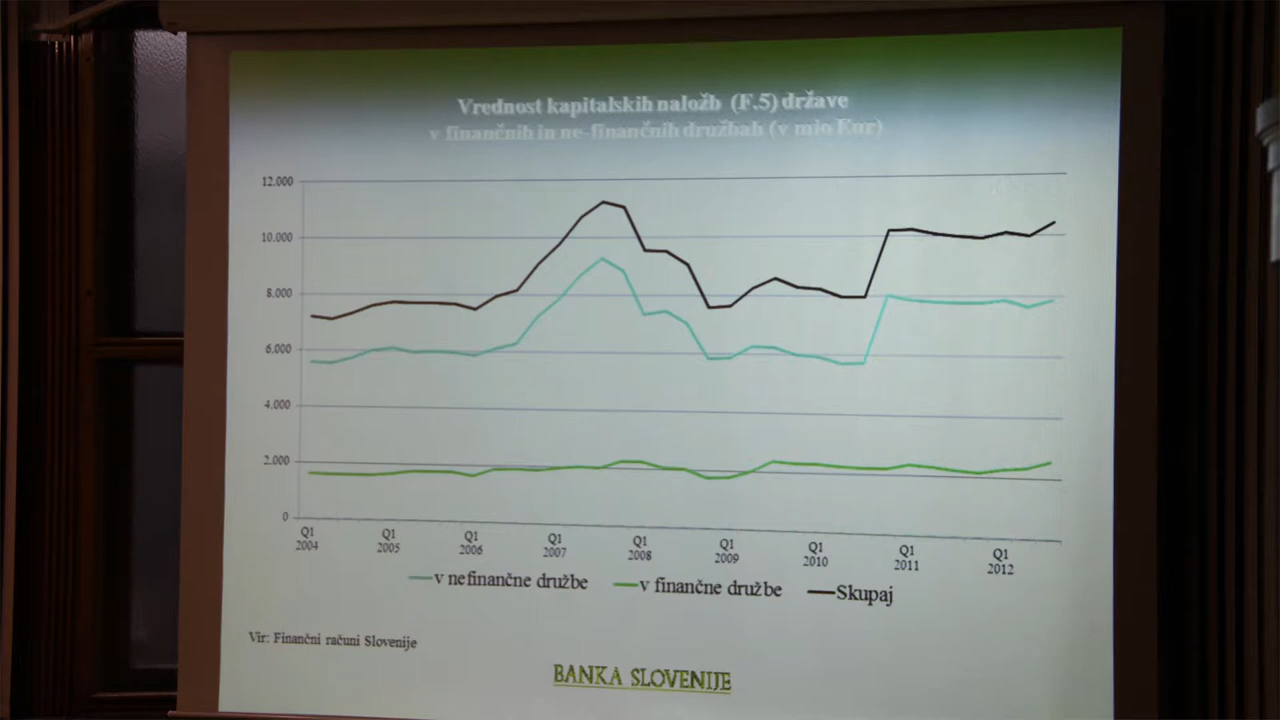 Vrednost kapitalskih naložb (F.5) države
v finančnih in ne-finančnih družbah (v mio Eur)
12.000
10.000
8.000
6.000
4.000
2.000
0
Q1 Q1 Q1 Q1 Q1 Q1 Q1 Q1 Q1
2004 2005 2006 2007 2008 2009 2010 2011 2012
v nefinančne družbe v finančne družbe Skupaj
Vir: Finančni računi Slovenije
BANKA SLOVENIJE